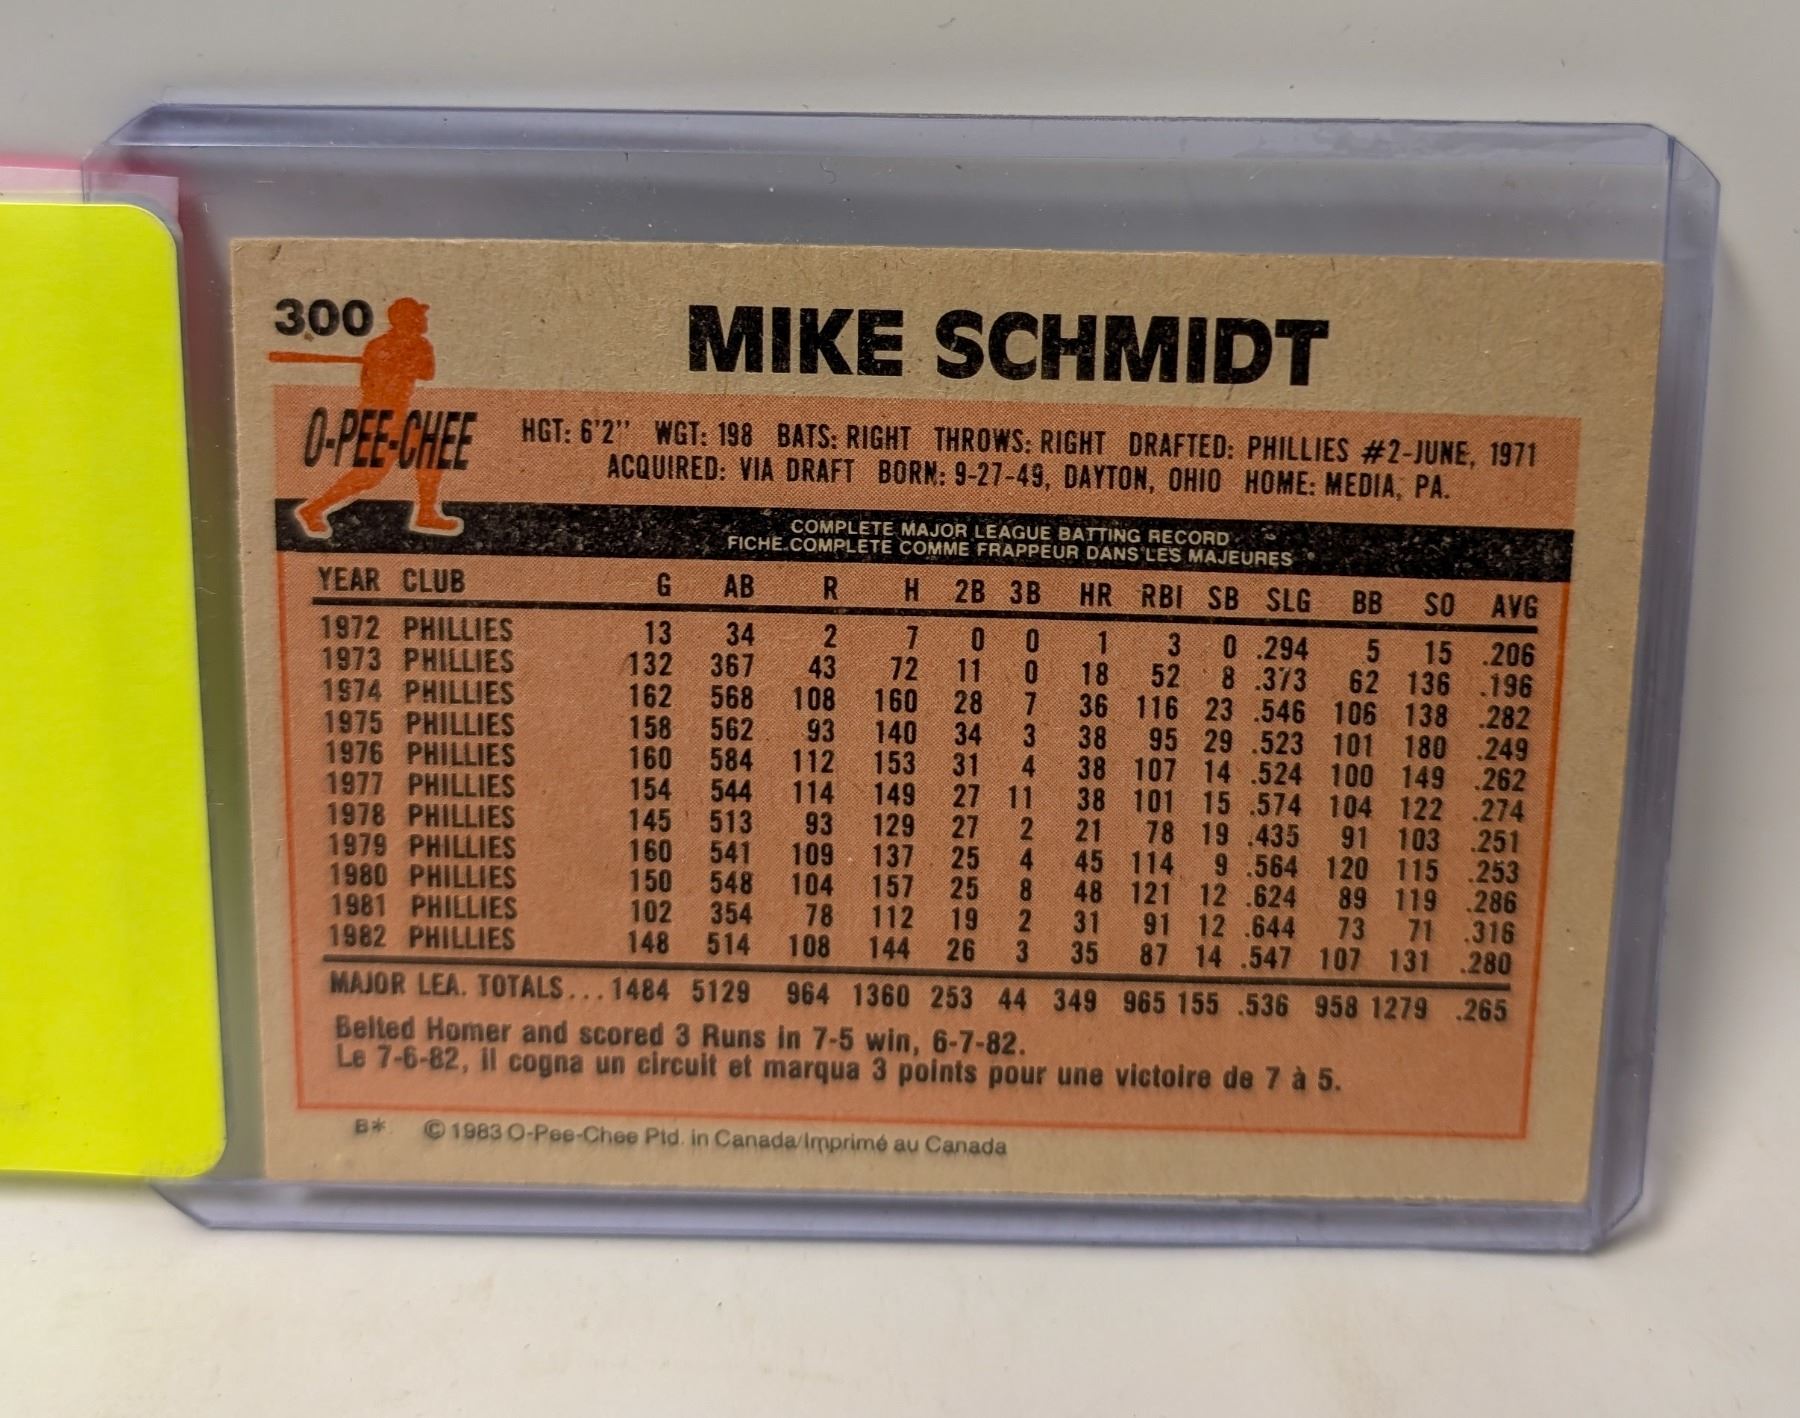 300
MIKE SCHMIDT
O-PEE-CHEE
HGT: 6'2" WGT: 198 BATS: RIGHT THROWS: RIGHT DRAFTED: PHILLIES #2-JUNE, 1971
ACQUIRED: VIA DRAFT BORN: 9-27-49, DAYTON, OHIO HOME: MEDIA, PA.
COMPLETE MAJOR LEAGUE BATTING RECORD
FICHE COMPLETE COMME FRAPPEUR DANS LES MAJEURES
YEAR CLUB G AB R H 2B 3B HR RBI SB SLG BB SO AVG
1972 PHILLIES 13 34 2 7 0 0 1 3 0 .294 5 15 .206
1973 PHILLIES 132 367 43 72 11 0 18 52 8 .373 62 136 .196
1974 PHILLIES 162 568 108 160 28 7 36 116 23 .546 106 138 .282
1975 PHILLIES 158 562 93 140 34 3 38 95 29 .523 101 180 .249
1976 PHILLIES 160 584 112 153 31 4 38 107 14 .524 100 149 .262
1977 PHILLIES 154 544 114 149 27 11 38 101 15 .574 104 122 .274
1978 PHILLIES 145 513 93 129 27 2 21 78 19 .435 91 103 .251
1979 PHILLIES 160 541 109 137 25 4 45 114 9 .564 120 115 .253
1980 PHILLIES 150 548 104 157 25 8 48 121 12 .624 89 119 .286
1981 PHILLIES 102 354 78 112 19 2 31 91 12 .644 73 71 .316
1982 PHILLIES 148 514 108 144 26 3 35 87 14 .547 107 131 .280
MAJOR LEA. TOTALS... 1484 5129 964 1360 253 44 349 965 155 .536 958 1279 .265
Belted Homer and scored 3 Runs in 7-5 win, 6-7-82.
Le 7-6-82, il cogna un circuit et marqua 3 points pour une victoire de 7 à 5.
B* © 1983 O-Pee-Chee Ptd. in Canada/Imprimé au Canada